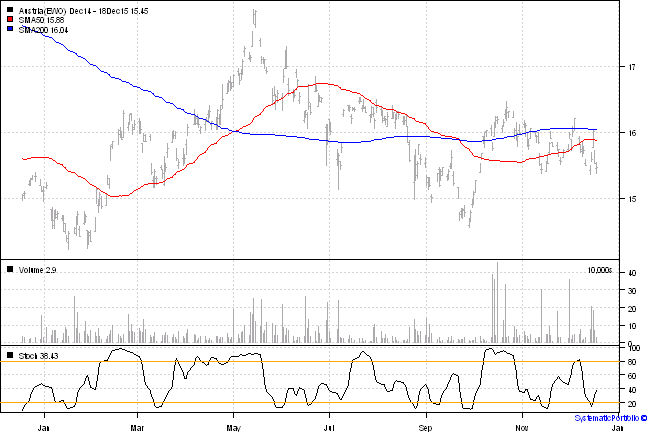 Austria(EWO) Dec14 - 18Dec15 15.45
SMA50 15.88
SMA200 16.04
17
16
15
Volume 2.9
10,000s
40
30
20
10
0
Stoch 38.43
100
80
60
40
20
Jan Mar May Jul Sep Nov Jan
SystematicPortfolio ©